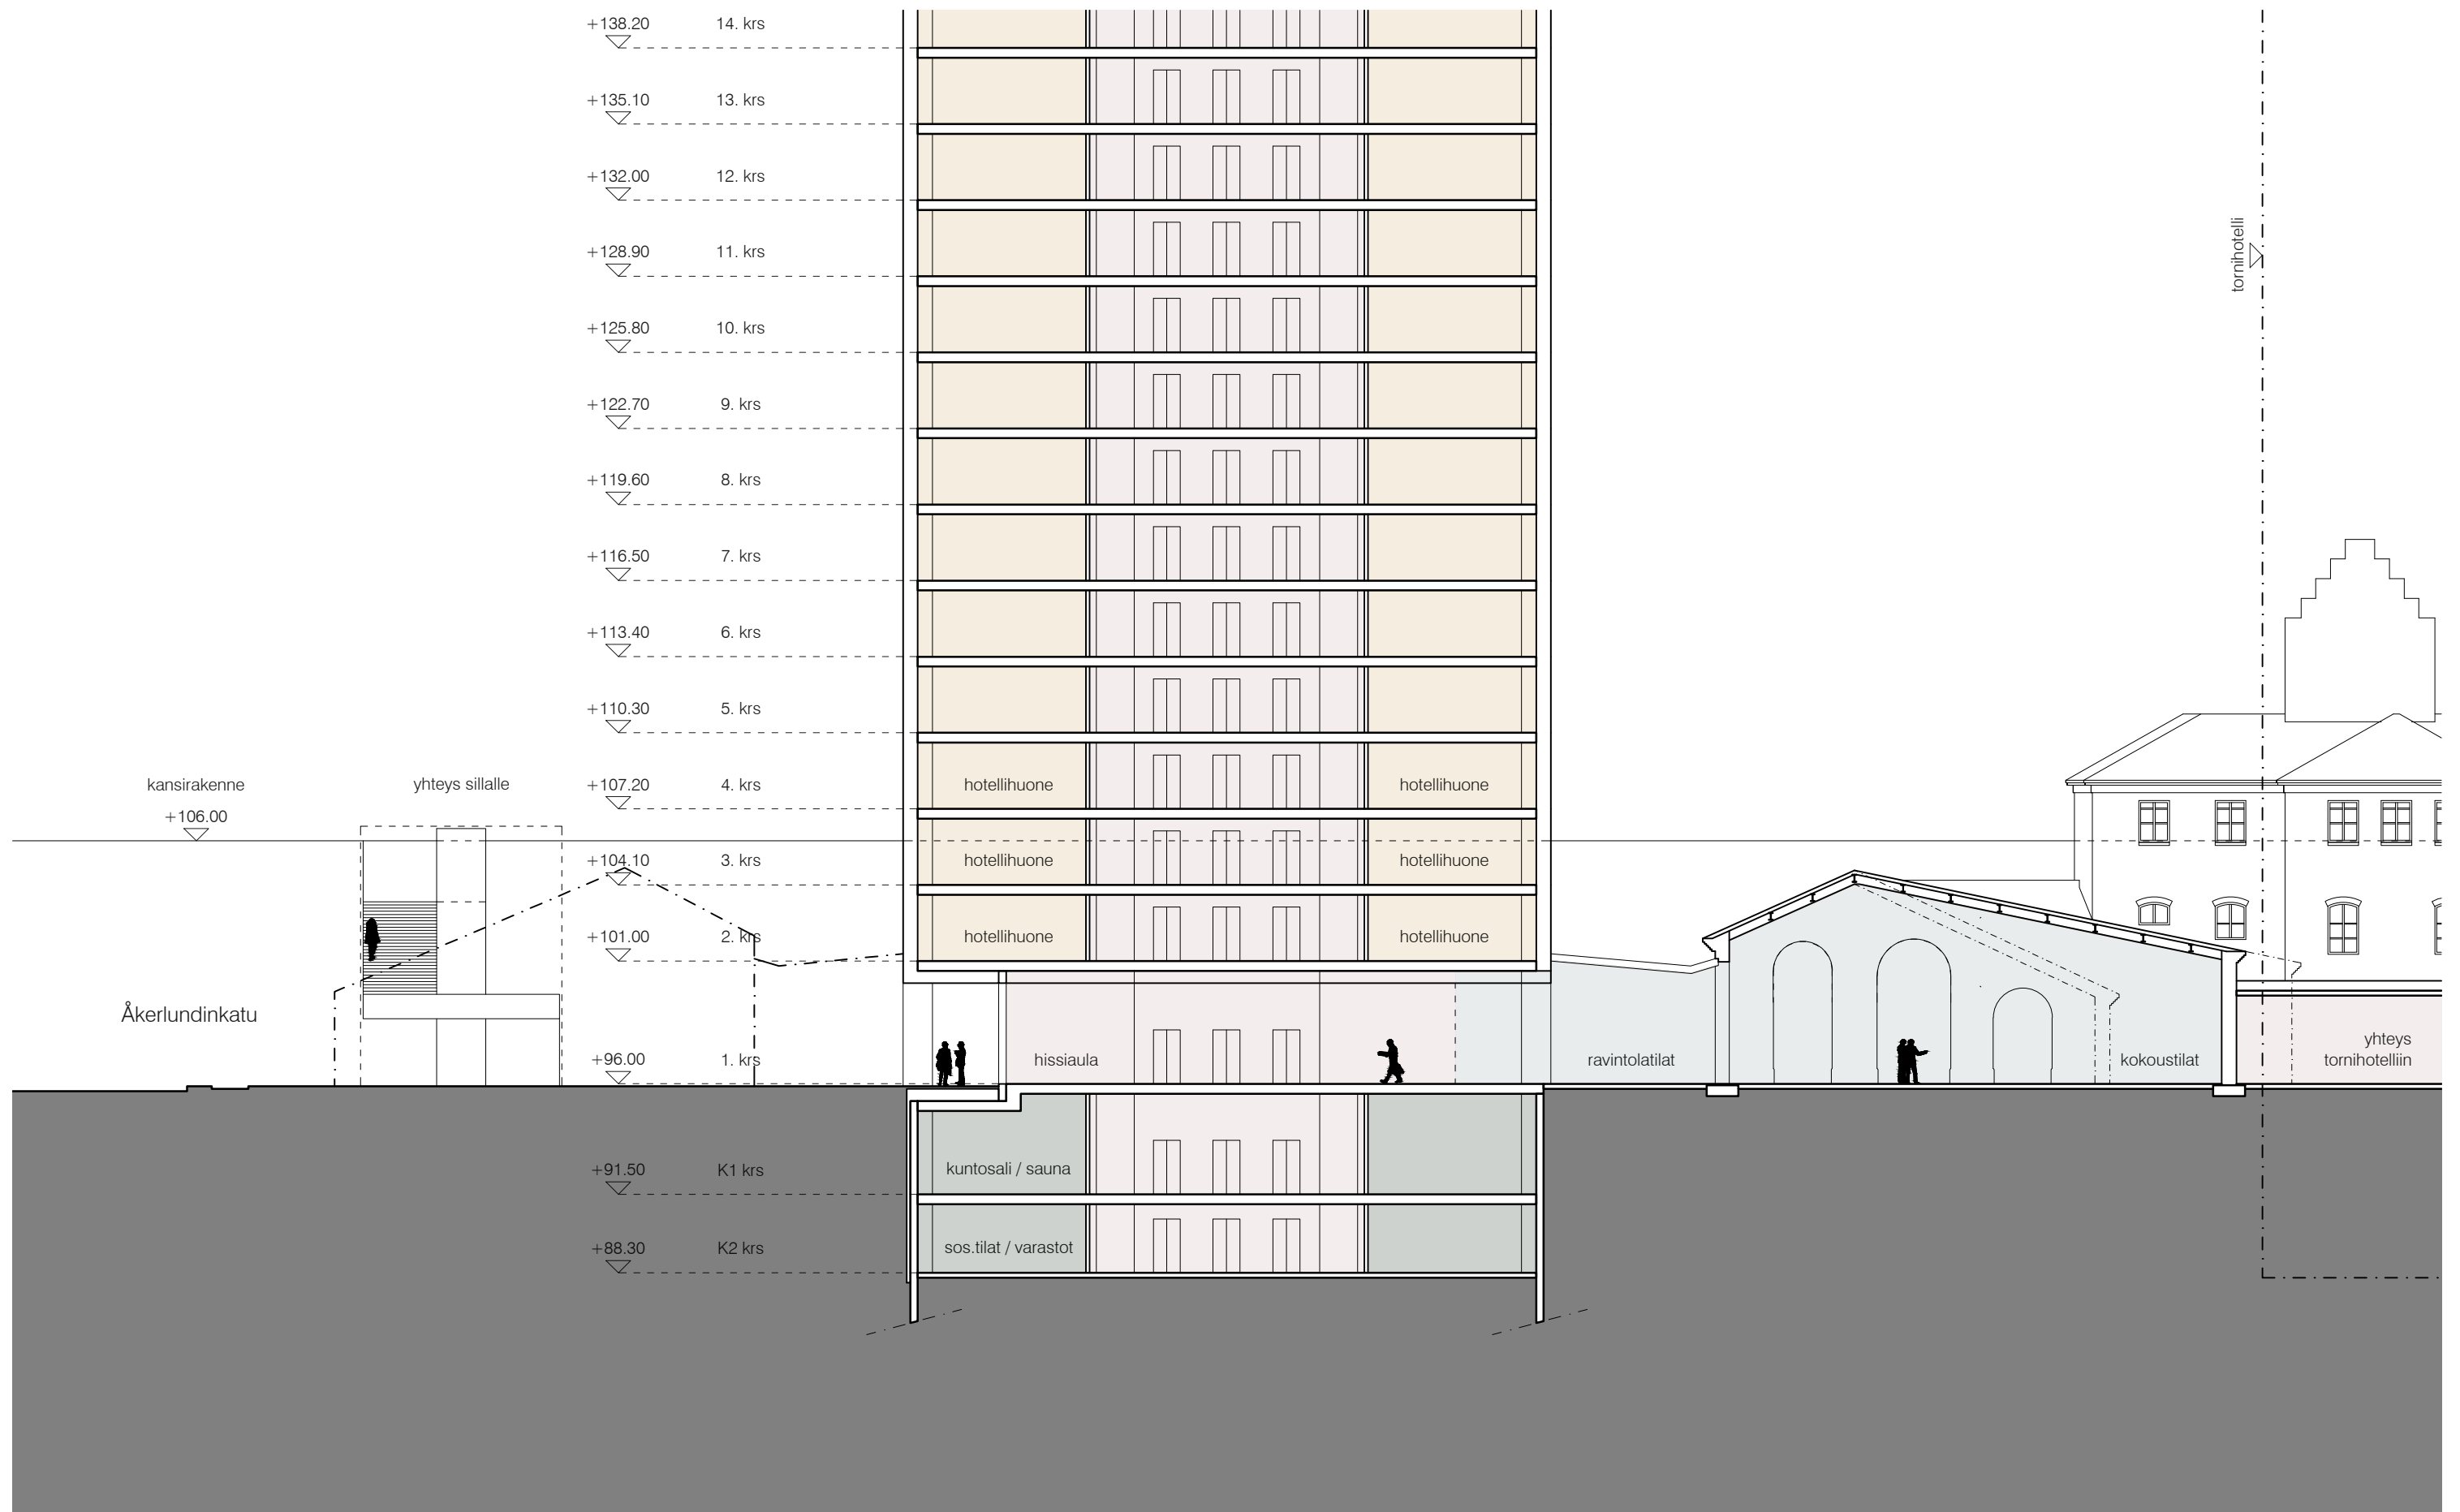 +138.20 14. krs
+135.10 13. krs
+132.00 12. krs
+128.90 11. krs
tornihotelli
+125.80 10. krs
+122.70 9. krs
+119.60 8. krs
+116.50 7. krs
+113.40 6. krs
+110.30 5. krs
kansirakenne yhteys sillalle +107.20 4. krs hotellihuone hotellihuone
+106.00
+104.10 3. krs hotellihuone hotellihuone
+101.00 2. krs hotellihuone hotellihuone
Åkerlundinkatu
yhteys
+96.00 1. krs hissiaula ravintolatilat kokoustilat tornihotelliin
+91.50 K1 krs kuntosali / sauna
+88.30 K2 krs sos.tilat / varastot